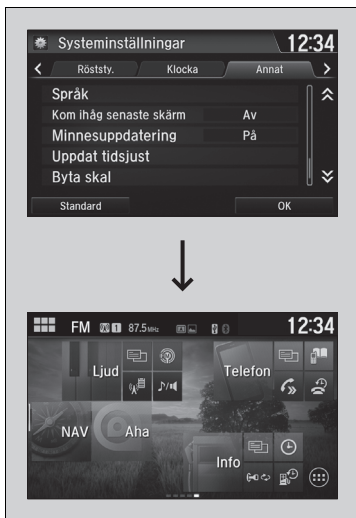 Systeminställningar 12:34
Röststy. Klocka Annat
Språk
Kom ihåg senaste skärm Av
Minnesuppdatering På
Uppdat tidsjust
Byta skal
Standard OK
FM 1 87.5MHz 12:34
Ljud Telefon
NAV Aha
Info